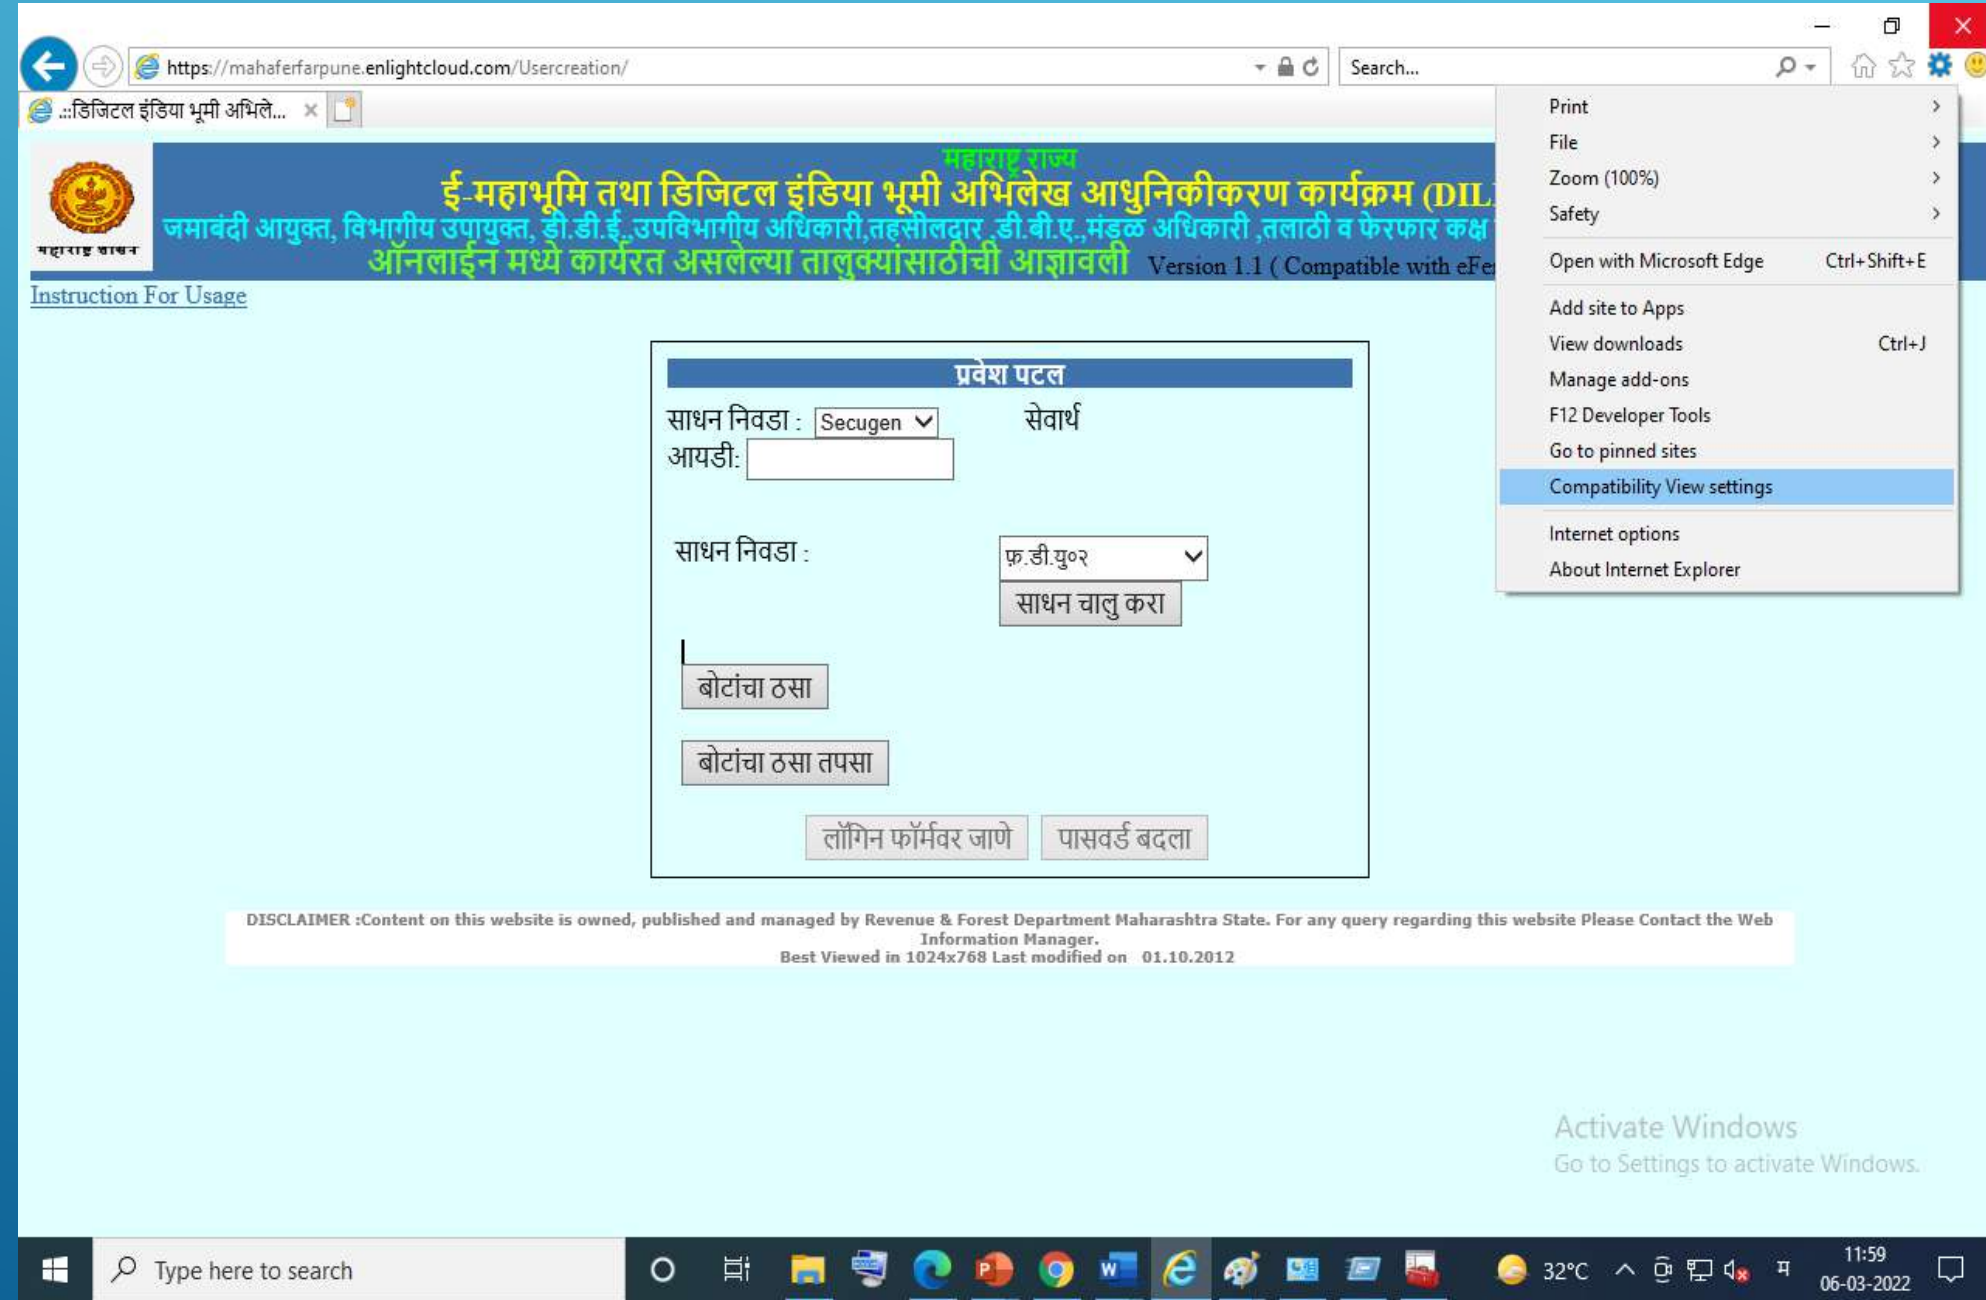 https://mahaferfarpune.enlightcloud.com/Usercreation/
Search...
.::डिजिटल इंडिया भूमी अभिले...
Print
File
Zoom (100%)
Safety
Open with Microsoft Edge Ctrl+Shift+E
Add site to Apps
View downloads Ctrl+J
Manage add-ons
F12 Developer Tools
Go to pinned sites
Compatibility View settings
Internet options
About Internet Explorer
महाराष्ट्र शासन
महाराष्ट्र राज्य
ई-महाभूमि तथा डिजिटल इंडिया भूमी अभिलेख आधुनिकीकरण कार्यक्रम (DIL
जमाबंदी आयुक्त, विभागीय उपायुक्त, डी.डी.ई.,उपविभागीय अधिकारी,तहसीलदार ,डी.बी.ए.,मंडळ अधिकारी ,तलाठी व फेरफार कक्ष
ऑनलाईन मध्ये कार्यरत असलेल्या तालुक्यांसाठीची आज्ञावली Version 1.1 ( Compatible with eFe
Instruction For Usage
प्रवेश पटल
साधन निवडा : Secugen सेवार्थ
आयडी:
साधन निवडा : फ़.डी.यु०२
साधन चालु करा
बोटांचा ठसा
बोटांचा ठसा तपसा
लॉगिन फॉर्मवर जाणे पासवर्ड बदला
DISCLAIMER :Content on this website is owned, published and managed by Revenue & Forest Department Maharashtra State. For any query regarding this website Please Contact the Web
Information Manager.
Best Viewed in 1024x768 Last modified on 01.10.2012
Activate Windows
Go to Settings to activate Windows.
Type here to search
32°C
म
11:59
06-03-2022